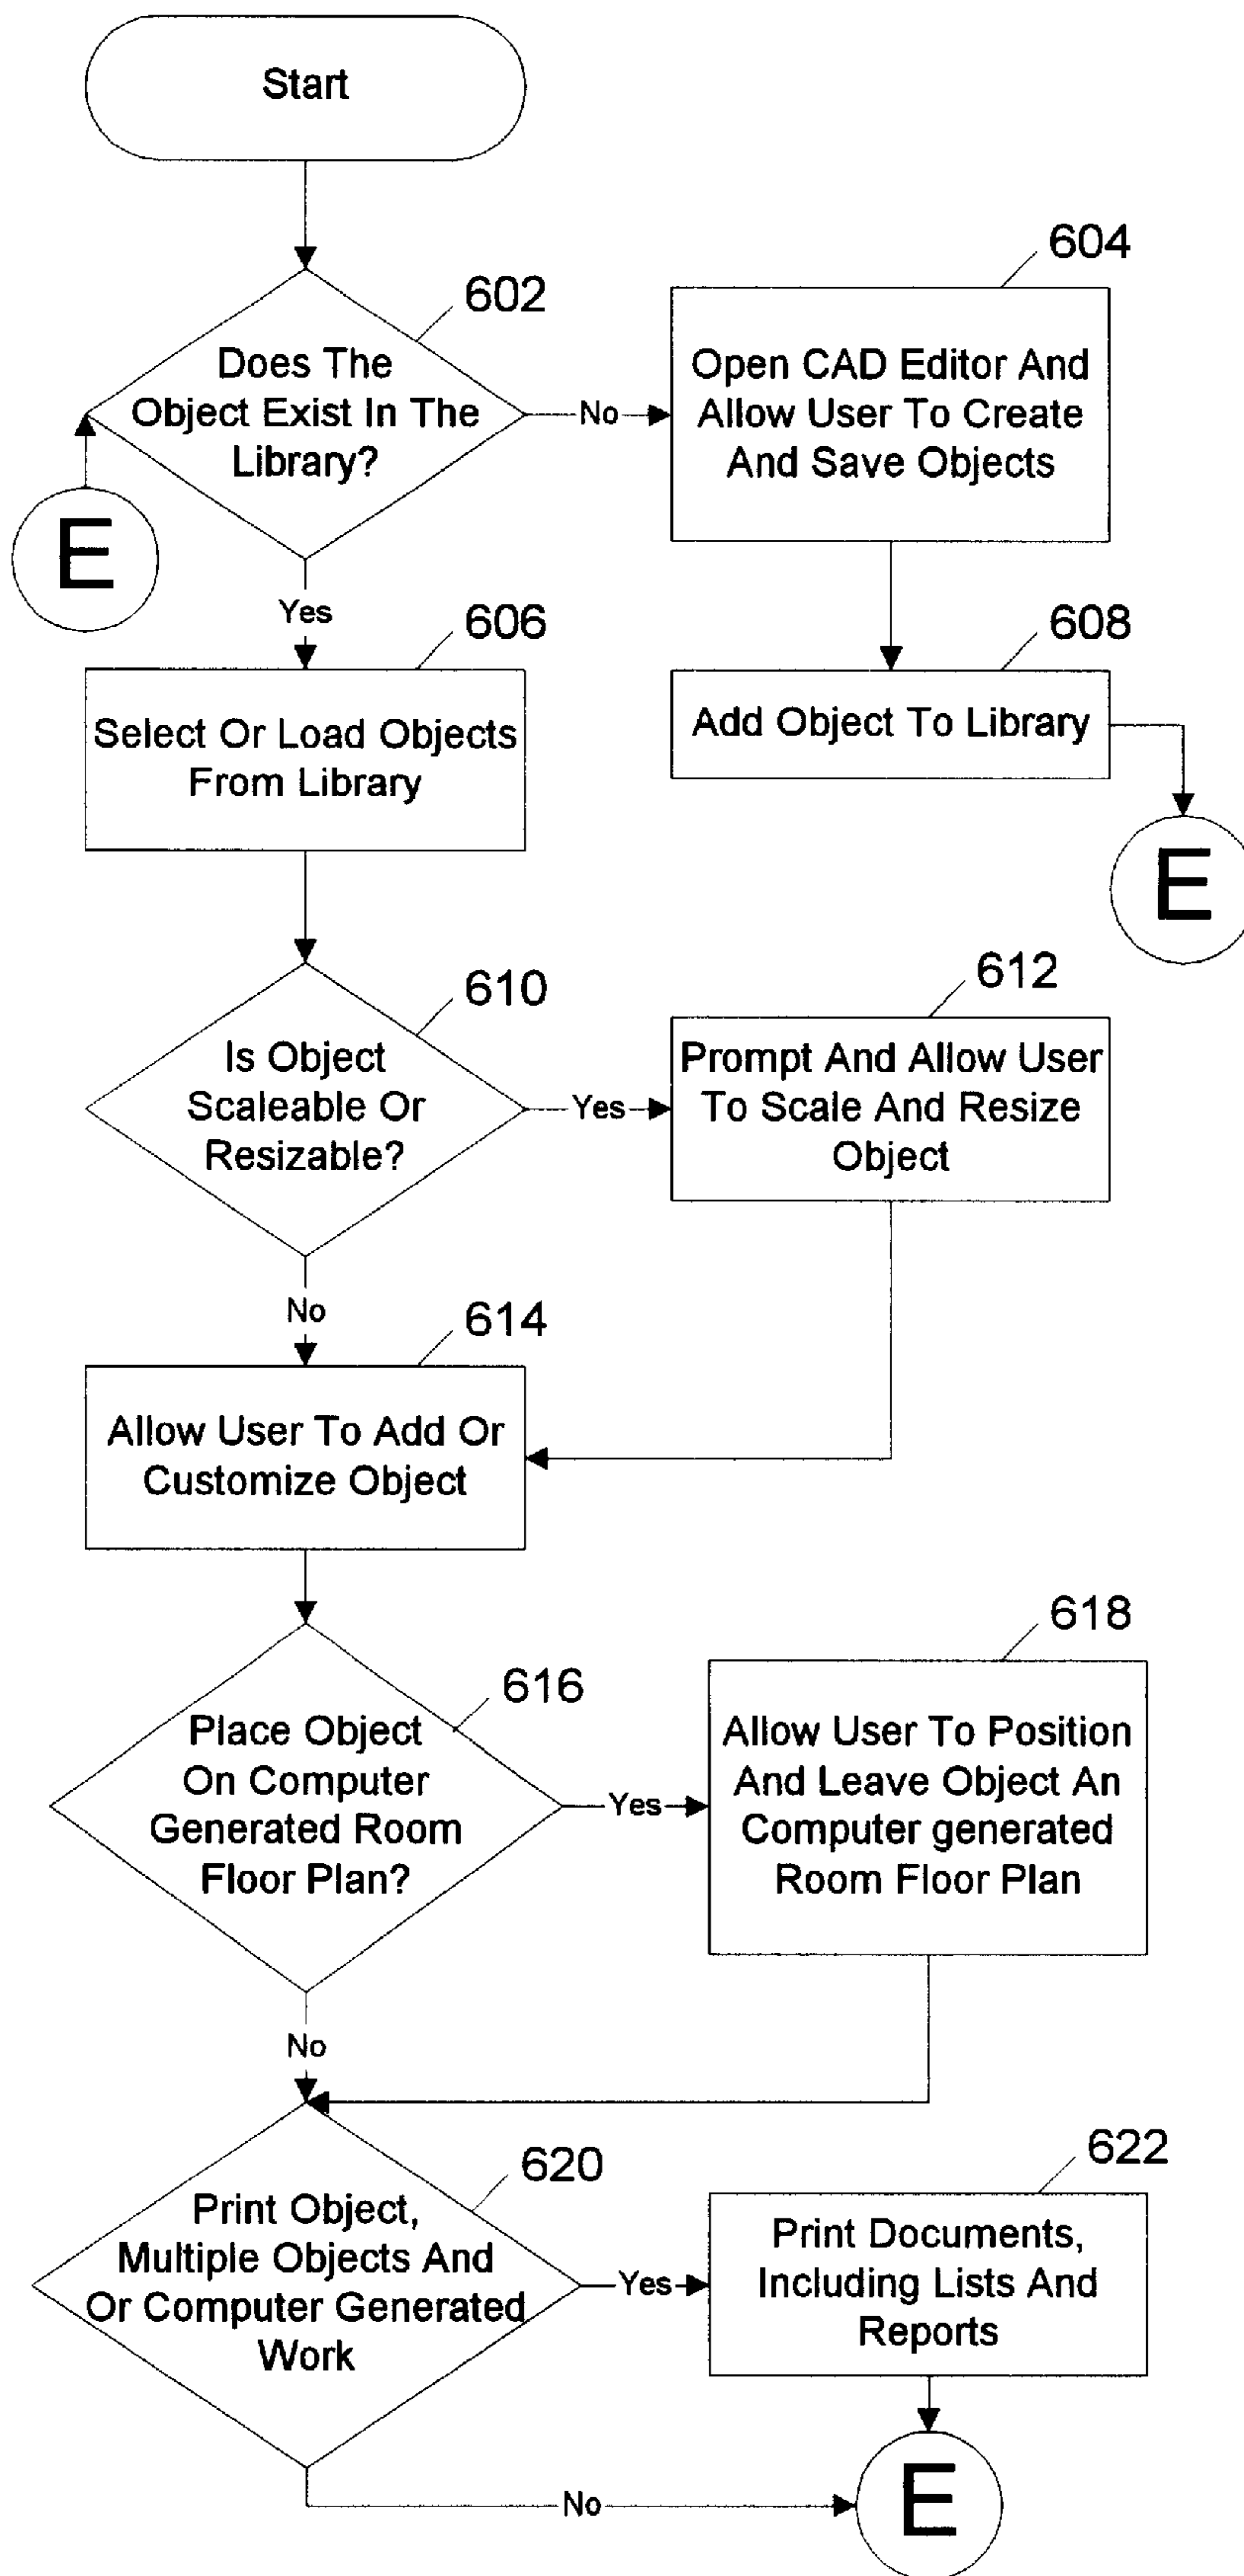 Start
602
Does The
Object Exist In The
Library?
No
604
Open CAD Editor And
Allow User To Create
And Save Objects
E
Yes
606
Select Or Load Objects
From Library
608
Add Object To Library
E
610
Is Object
Scaleable Or
Resizable?
Yes
612
Prompt And Allow User
To Scale And Resize
Object
No
614
Allow User To Add Or
Customize Object
616
Place Object
On Computer
Generated Room
Floor Plan?
Yes
618
Allow User To Position
And Leave Object An
Computer generated
Room Floor Plan
No
620
Print Object,
Multiple Objects And
Or Computer Generated
Work
Yes
622
Print Documents,
Including Lists And
Reports
No
E